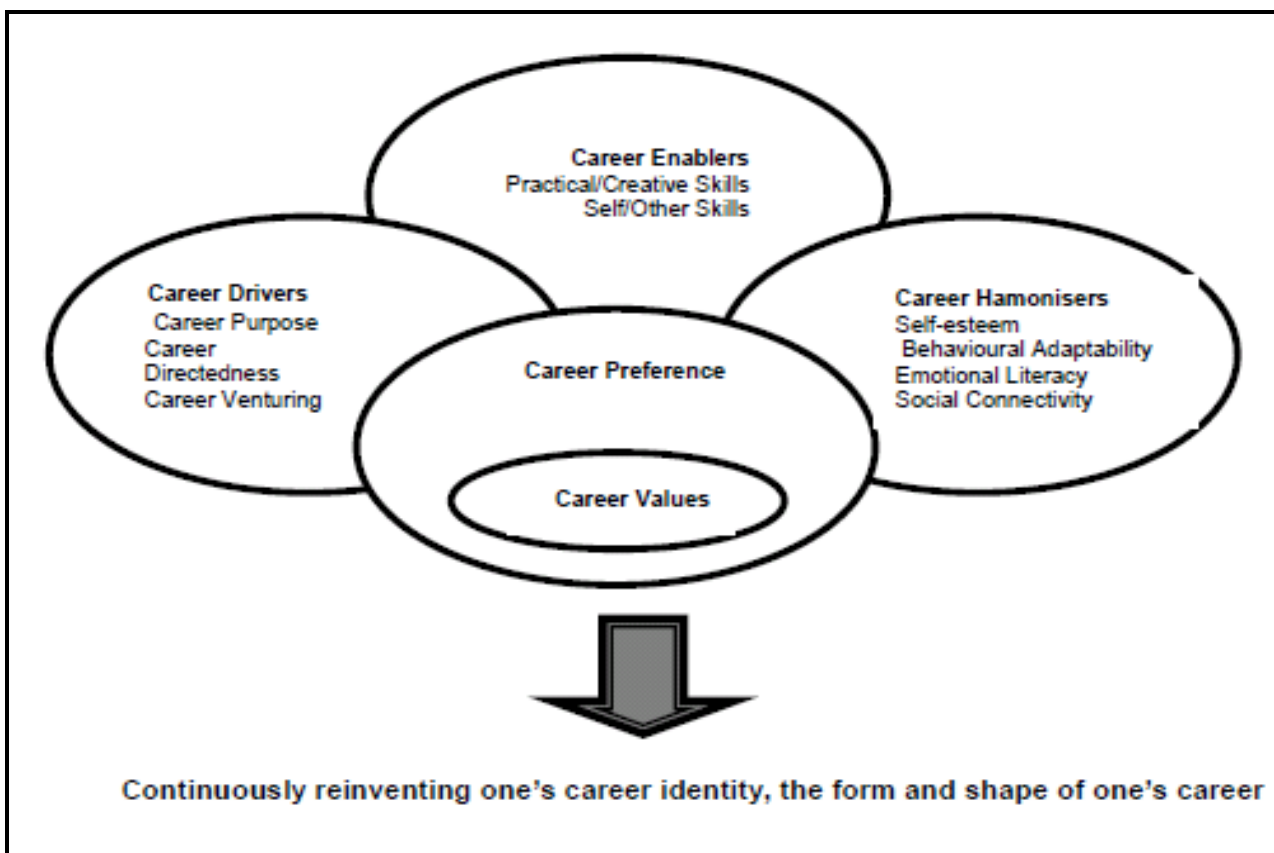 Career Enablers
Practical/Creative Skills
Self/Other Skills
Career Drivers
Career Purpose
Career
Directedness
Career Venturing
Career Hamonisers
Self-esteem
Behavioural Adaptability
Emotional Literacy
Social Connectivity
Career Preference
Career Values
Continuously reinventing one's career identity, the form and shape of one's career